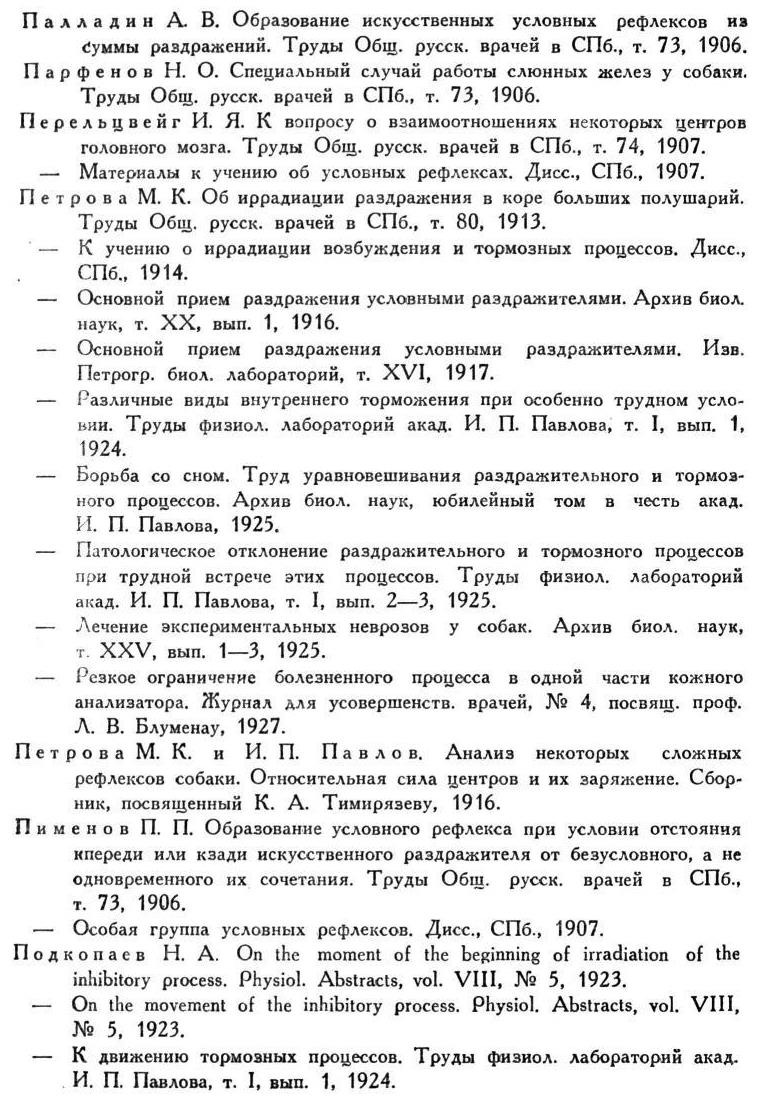 Палладин А. В. Образование искусственных условных рефлексов из
суммы раздражений. Труды Общ. русск. врачей в СПб., т. 73, 1906.
Парфенов Н. О. Специальный случай работы слюнных желез у собаки.
Труды Общ. русск. врачей в СПб., т. 73, 1906.
Перельцвейг И. Я. К вопросу о взаимоотношениях некоторых центров
головного мозга. Труды Общ. русск. врачей в СПб., т. 74, 1907.
— Материалы к учению об условных рефлексах. Дисс., СПб., 1907.
Петрова М. К. Об иррадиации раздражения в коре больших полушарий.
Труды Общ. русск. врачей в СПб., т. 80, 1913.
— К учению о иррадиации возбуждения и тормозных процессов. Дисс.,
СПб., 1914.
— Основной прием раздражения условными раздражителями. Архив биол.
наук, т. XX, вып. 1, 1916.
— Основной прием раздражения условными раздражителями. Изв.
Петрогр. биол. лабораторий, т. XVI, 1917.
— Различные виды внутреннего торможения при особенно трудном усло-
вии. Труды физиол. лабораторий акад. И. П. Павлова, т. I, вып. 1,
1924.
— Борьба со сном. Труд уравновешивания раздражительного и тормоз-
ного процессов. Архив биол. наук, юбилейный том в честь акад.
И. П. Павлова, 1925.
— Патологическое отклонение раздражительного и тормозного процессов
при трудной встрече этих процессов. Труды физиол. лабораторий
акад. И. П. Павлова, т. I, вып. 2—3, 1925.
— Лечение экспериментальных неврозов у собак. Архив биол. наук,
т. XXV, вып. 1—3, 1925.
— Резкое ограничение болезненного процесса в одной части кожного
анализатора. Журнал для усовершенств. врачей, № 4, посвящ. проф.
Л. В. Блуменау, 1927.
Петрова М. К. и И. П. Павлов. Анализ некоторых сложных
рефлексов собаки. Относительная сила центров и их заряжение. Сбор-
ник, посвященный К. А. Тимирязеву, 1916.
Пименов П. П. Образование условного рефлекса при условии отстояния
кпереди или кзади искусственного раздражителя от безусловного, а не
одновременного их сочетания. Труды Общ. русск. врачей в СПб.,
т. 73, 1906.
— Особая группа условных рефлексов. Дисс., СПб., 1907.
Подкопаев Н. А. On the moment of the beginning of irradiation of the
inhibitory process. Physiol. Abstracts, vol. VIII, № 5, 1923.
— On the movement of the inhibitory process. Physiol. Abstracts, vol. VIII,
№ 5, 1923.
— К движению тормозных процессов. Труды физиол. лабораторий акад.
И. П. Павлова, т. I, вып. 1, 1924.